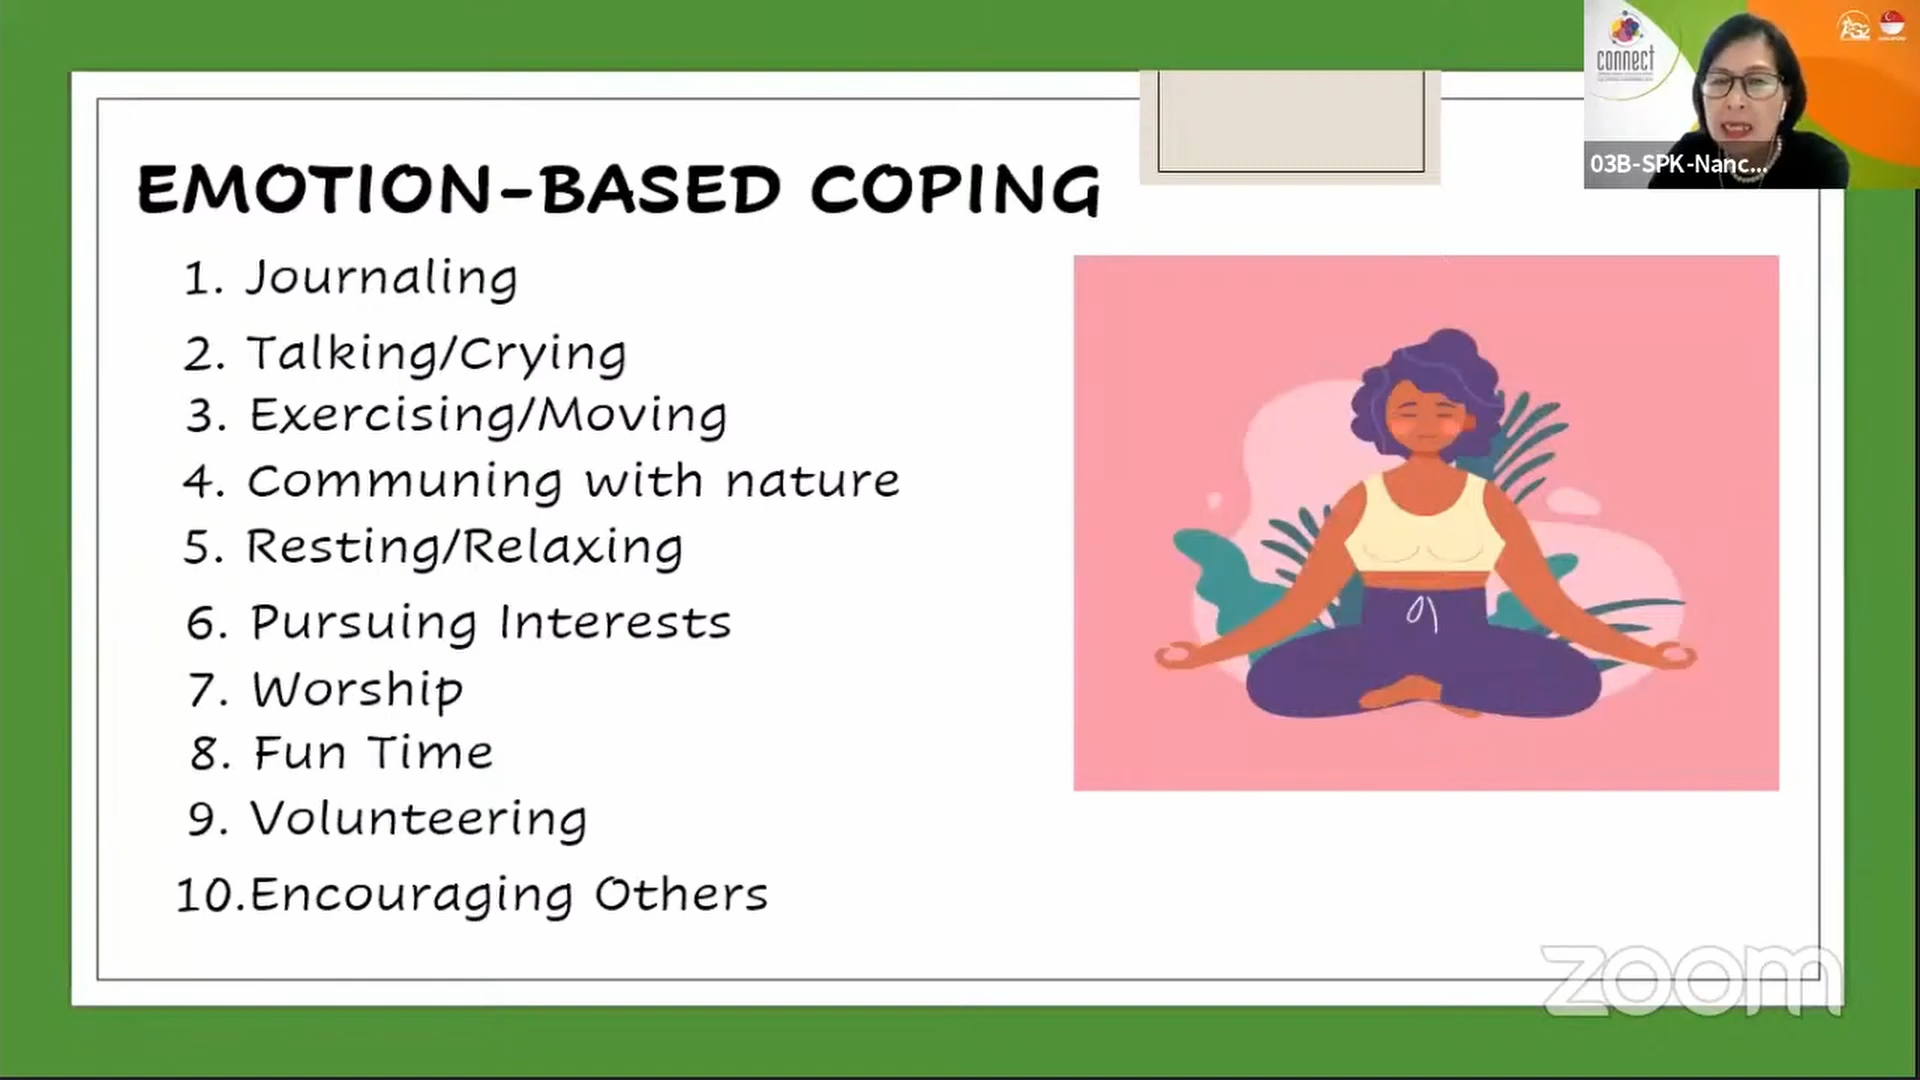 EMOTION-BASED COPING
1. Journaling
2. Talking/Crying
3. Exercising/Moving
4. Communing with nature
5. Resting/Relaxing
6. Pursuing Interests
7. Worship
8. Fun Time
9. Volunteering
10.Encouraging Others
connect
03B-SPK-Nanc...
zoom